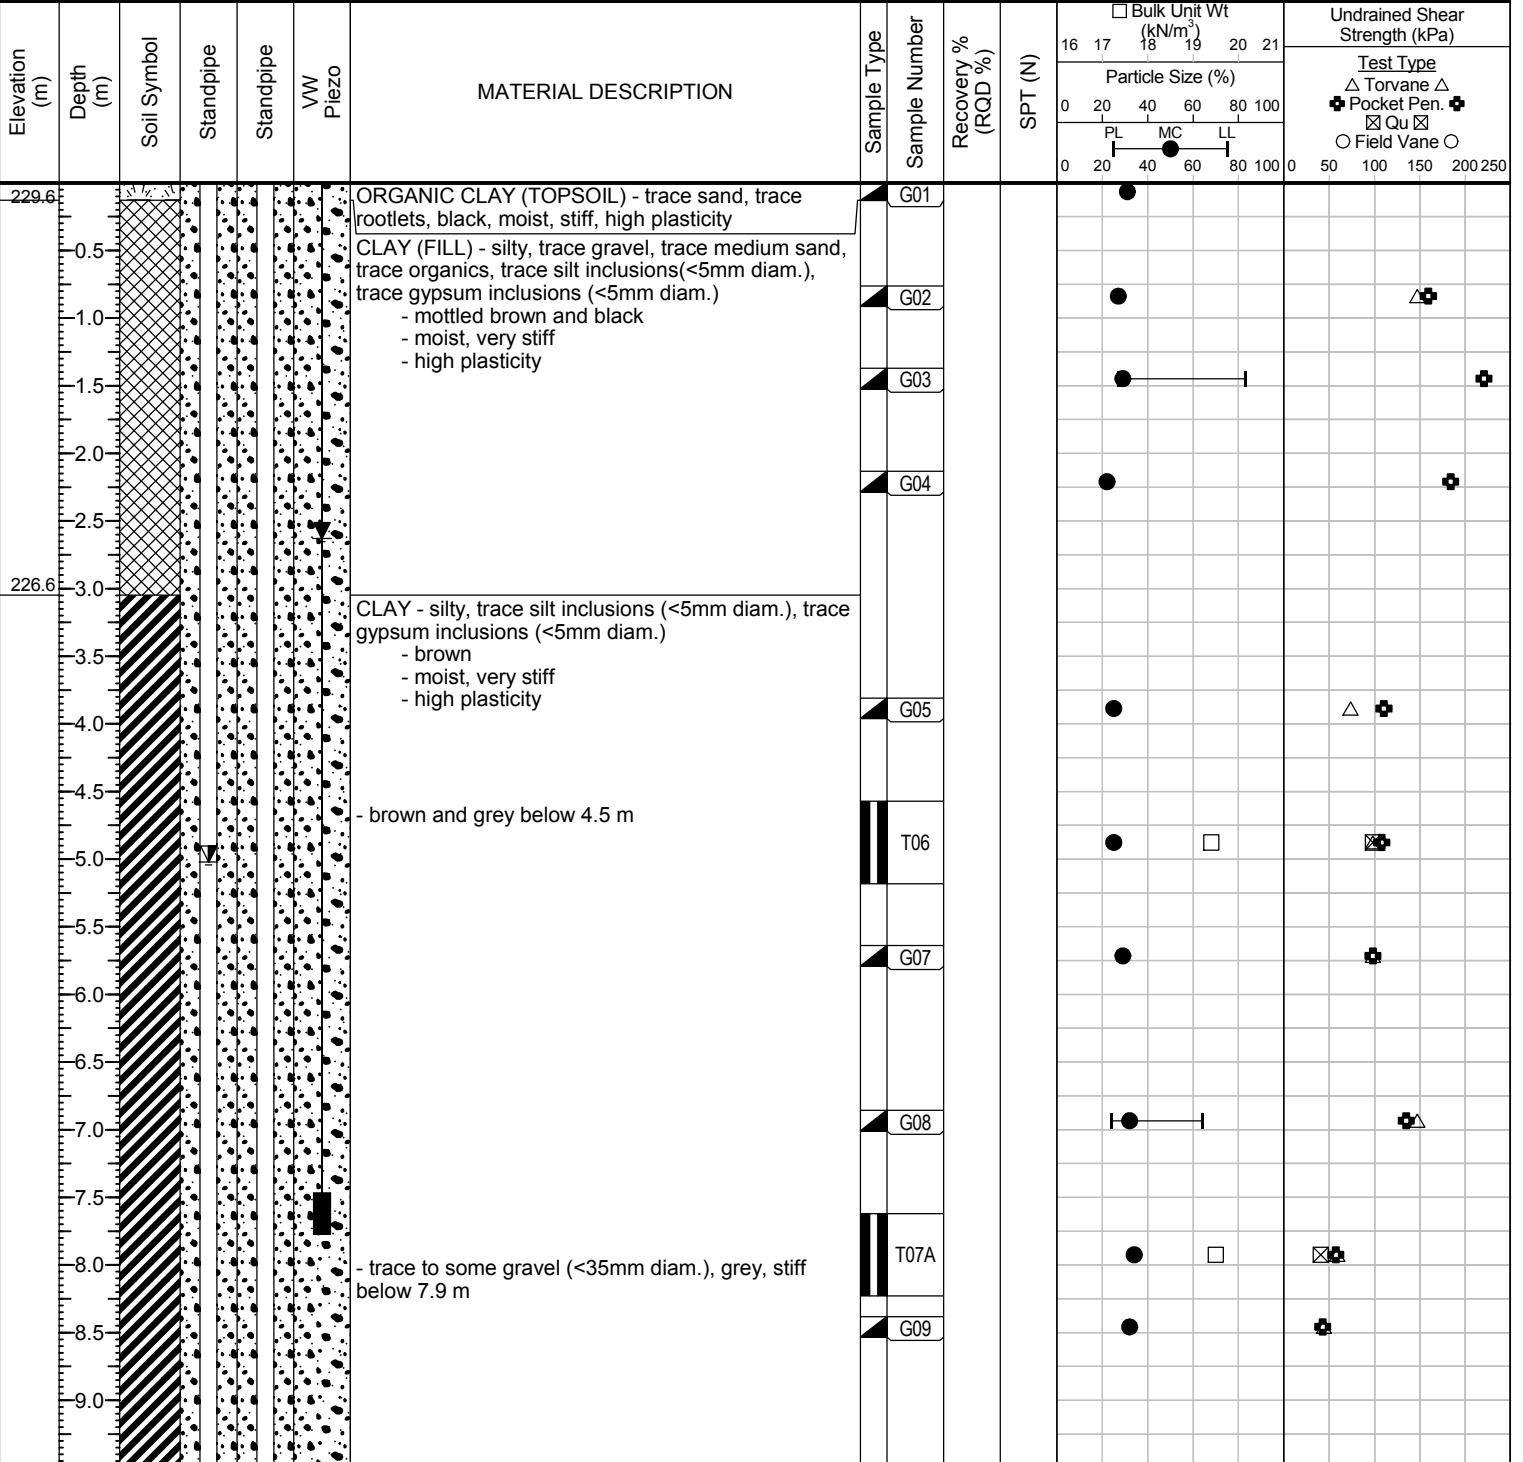 Elevation
(m)
Depth
(m)
Soil Symbol
Standpipe
Standpipe
VW
Piezo
MATERIAL DESCRIPTION
Sample Type
Sample Number
Recovery %
(RQD %)
SPT (N)
□ Bulk Unit Wt
(kN/m³)
16 17 18 19 20 21
Particle Size (%)
0 20 40 60 80 100
PL MC LL
0 20 40 60 80 100
Undrained Shear
Strength (kPa)
Test Type
△ Torvane △
Pocket Pen.
☒ Qu ☒
○ Field Vane ○
0 50 100 150 200 250
229.6
ORGANIC CLAY (TOPSOIL) - trace sand, trace
rootlets, black, moist, stiff, high plasticity
G01
CLAY (FILL) - silty, trace gravel, trace medium sand,
trace organics, trace silt inclusions(<5mm diam.),
trace gypsum inclusions (<5mm diam.)
- mottled brown and black
- moist, very stiff
- high plasticity
-0.5
G02
-1.0
G03
-1.5
-2.0
G04
-2.5
226.6
-3.0
CLAY - silty, trace silt inclusions (<5mm diam.), trace
gypsum inclusions (<5mm diam.)
- brown
- moist, very stiff
- high plasticity
-3.5
G05
-4.0
-4.5
- brown and grey below 4.5 m
T06
-5.0
-5.5
G07
-6.0
-6.5
G08
-7.0
-7.5
T07A
-8.0
- trace to some gravel (<35mm diam.), grey, stiff
below 7.9 m
G09
-8.5
-9.0